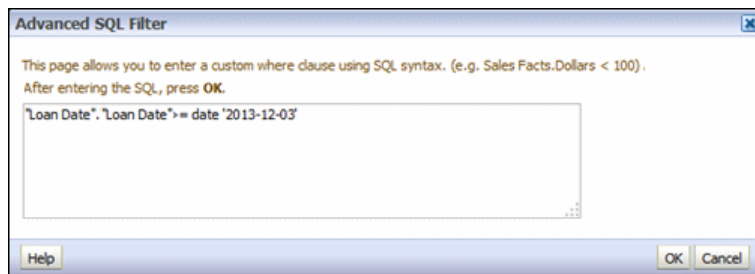 Advanced SQL Filter
This page allows you to enter a custom where clause using SQL syntax. (e.g. Sales Facts.Dollars < 100) .
After entering the SQL, press OK.
"Loan Date"."Loan Date">= date '2013-12-03'
Help OK Cancel